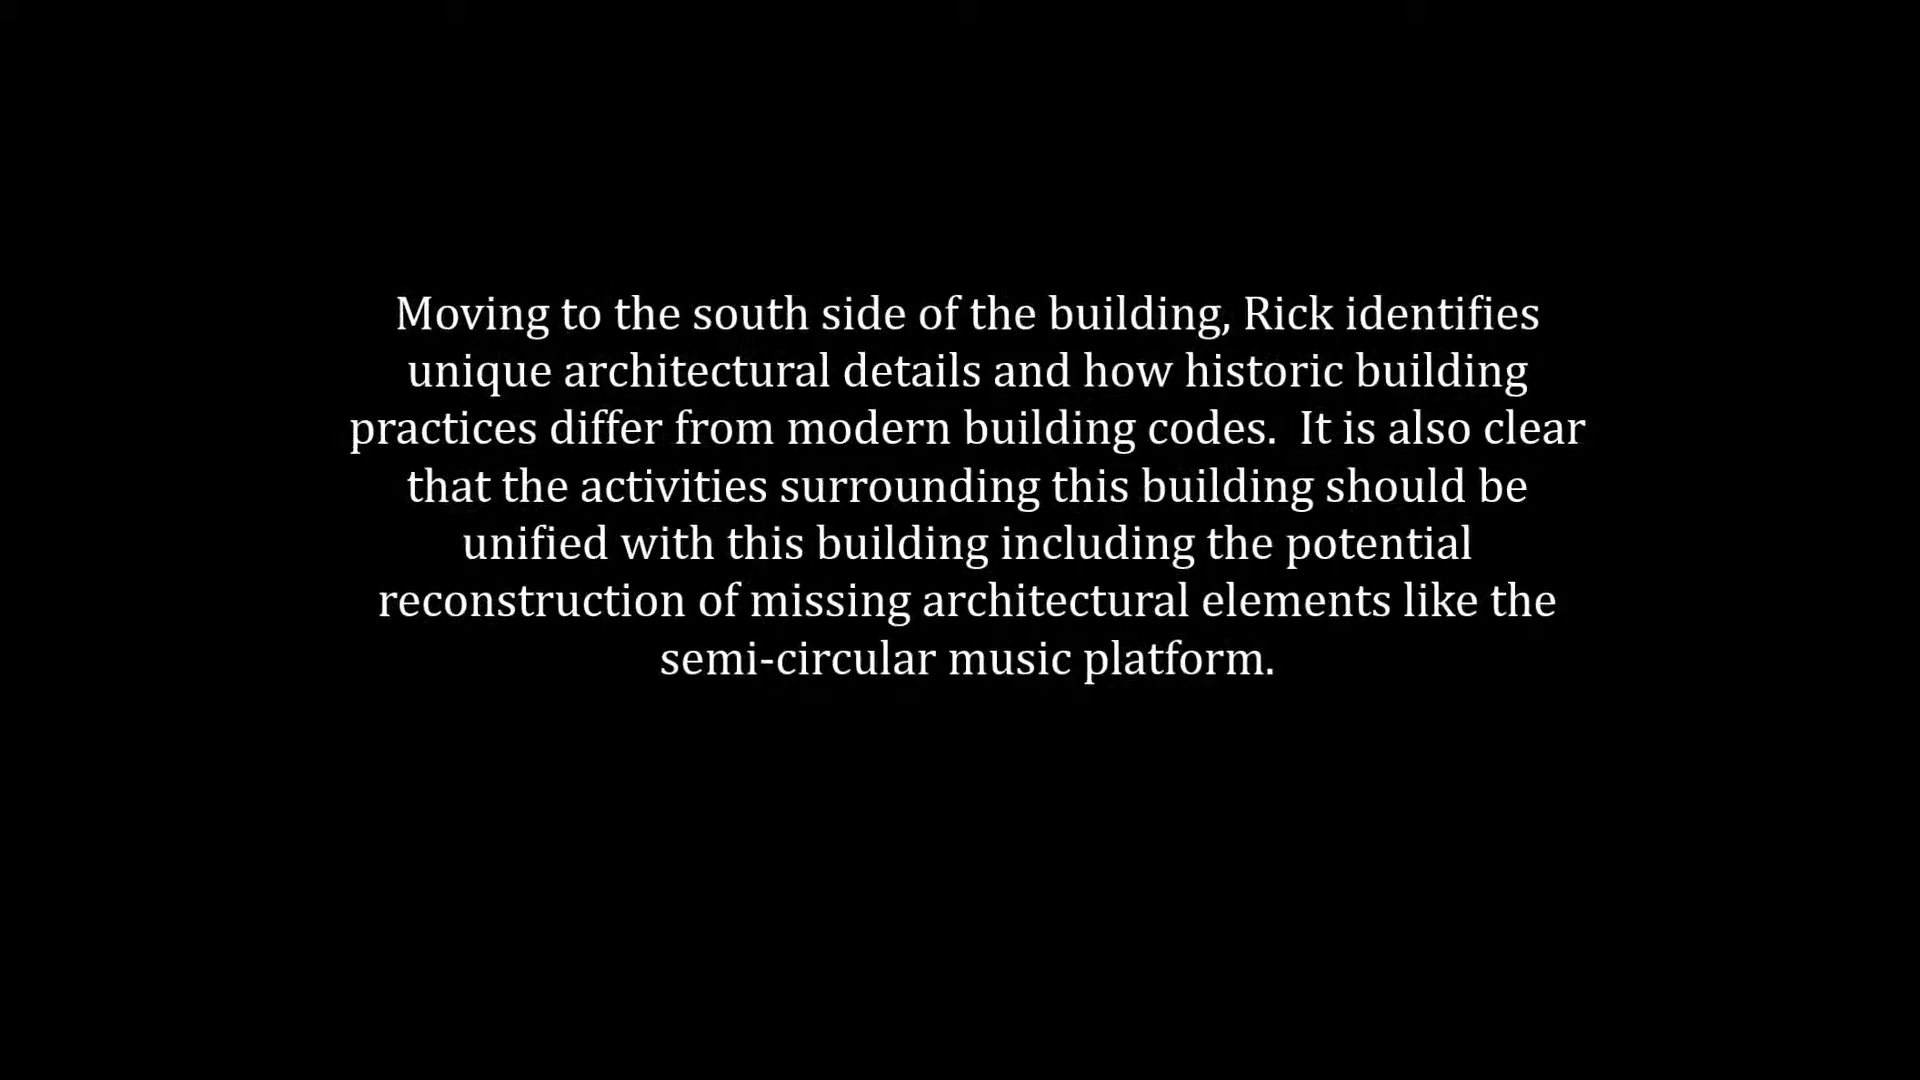 Moving to the south side of the building, Rick identifies
unique architectural details and how historic building
practices differ from modern building codes.  It is also clear
that the activities surrounding this building should be
unified with this building including the potential
reconstruction of missing architectural elements like the
semi-circular music platform.